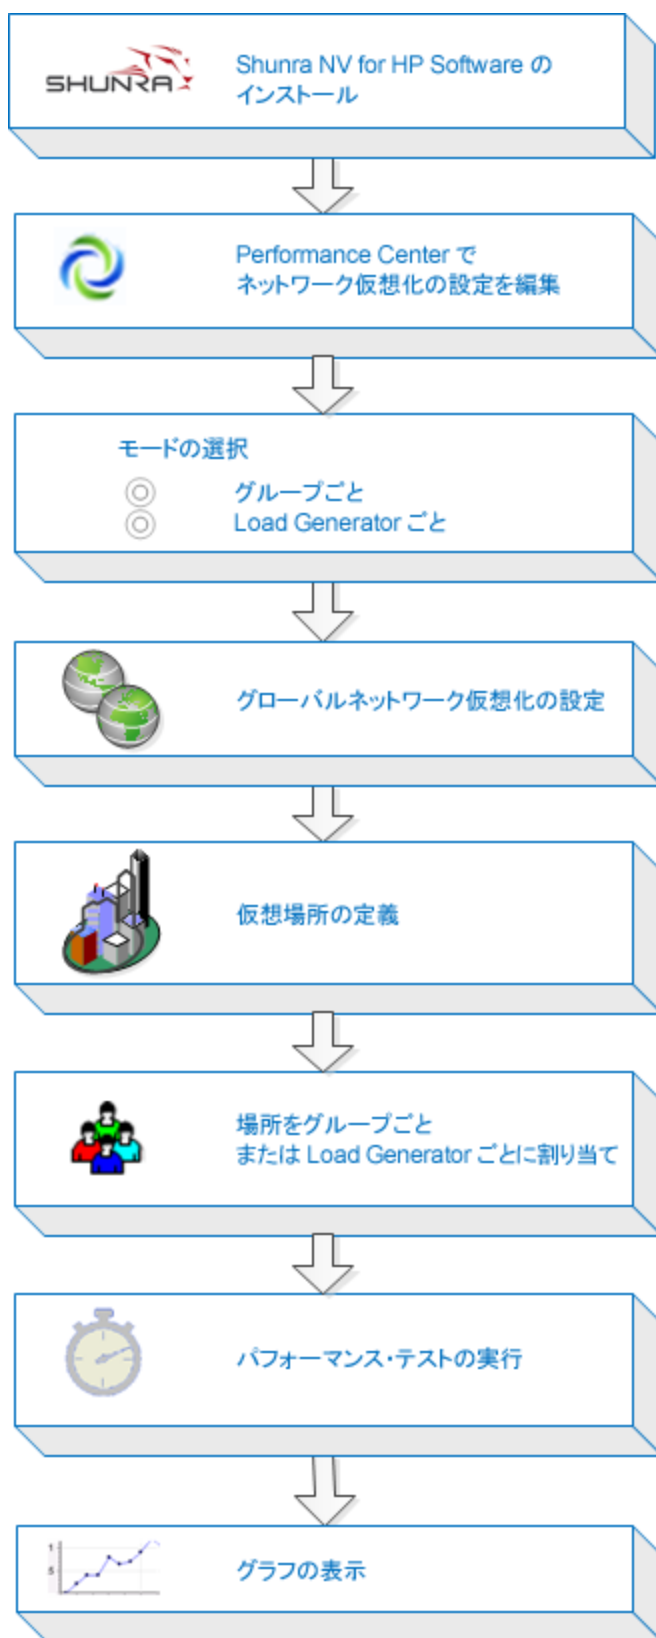 SHUNRA
Shunra NV for HP Software の
インストール
Performance Center で
ネットワーク仮想化の設定を編集
モードの選択
グループごと
Load Generator ごと
グローバルネットワーク仮想化の設定
仮想場所の定義
場所をグループごと
または Load Generator ごとに割り当て
パフォーマンス・テストの実行
1
5
グラフの表示